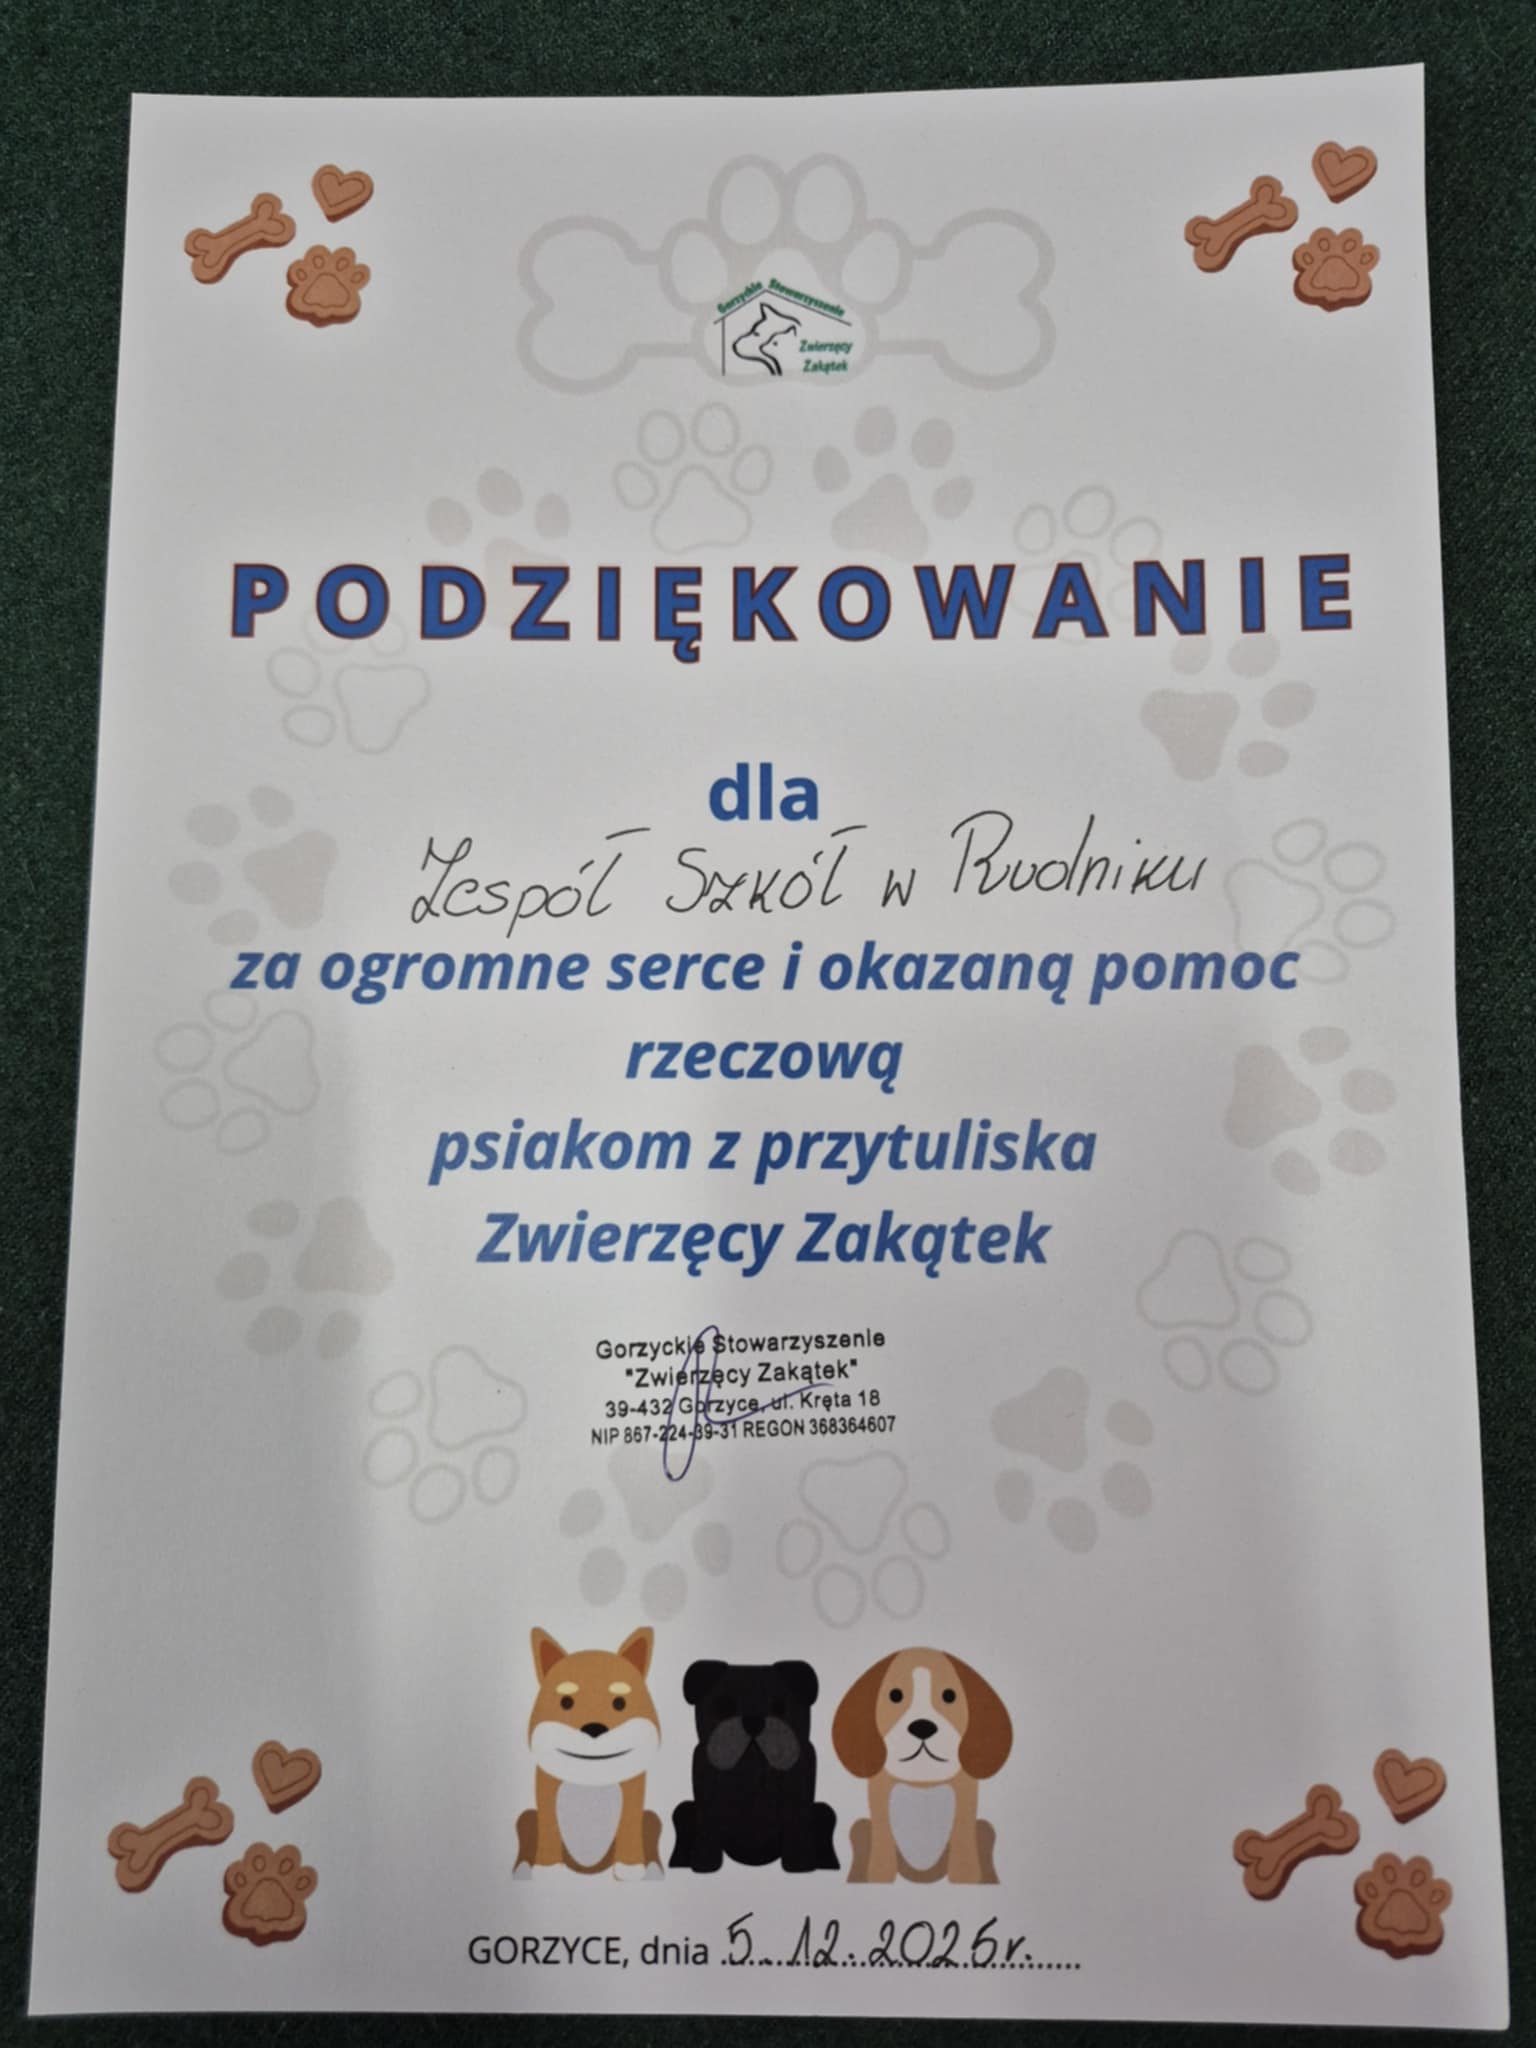 Gorzyckie Stowarzyszenie
Zwierzęcy
Zakątek
PODZIĘKOWANIE
dla
Zespół Szkół w Rudniku
za ogromne serce i okazaną pomoc
rzeczową
psiakom z przytuliska
Zwierzęcy Zakątek
Gorzyckie Stowarzyszenie
"Zwierzęcy Zakątek"
39-432 Gorzyce, ul. Kręta 18
NIP 867-224-39-31 REGON 368364607
GORZYCE, dnia 5.12.2025r.